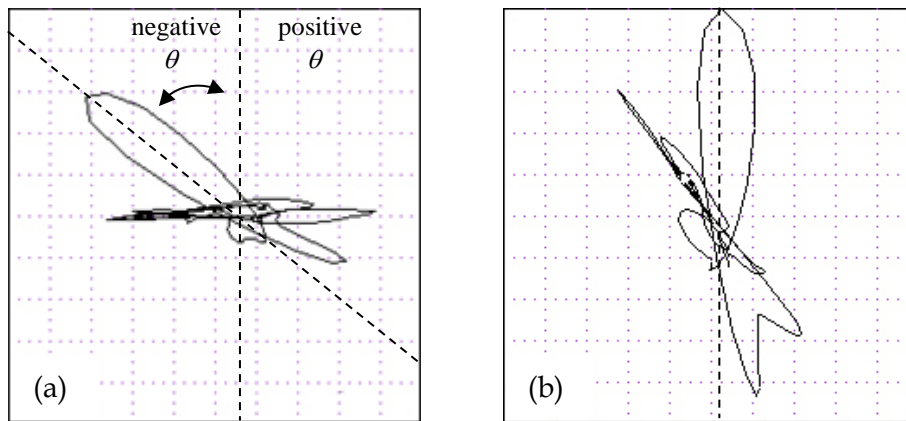 negative positive
θ θ
(a) (b)